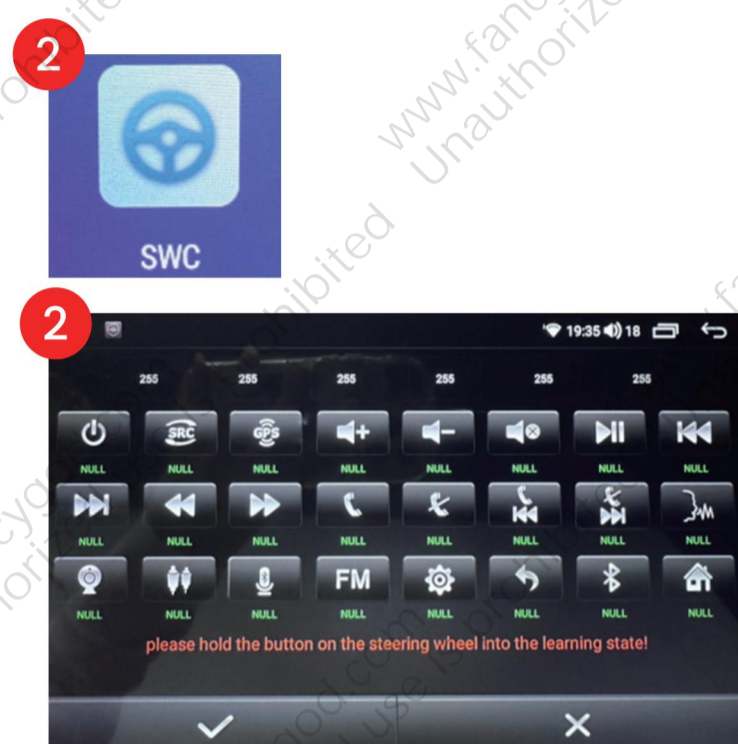 2
SWC
2
19:35 18
255 255 255 255 255 255
SRC GPS
NULL NULL NULL NULL NULL NULL NULL NULL
NULL NULL NULL NULL NULL NULL NULL NULL
FM
NULL NULL NULL NULL NULL NULL NULL NULL
please hold the button on the steering wheel into the learning state!